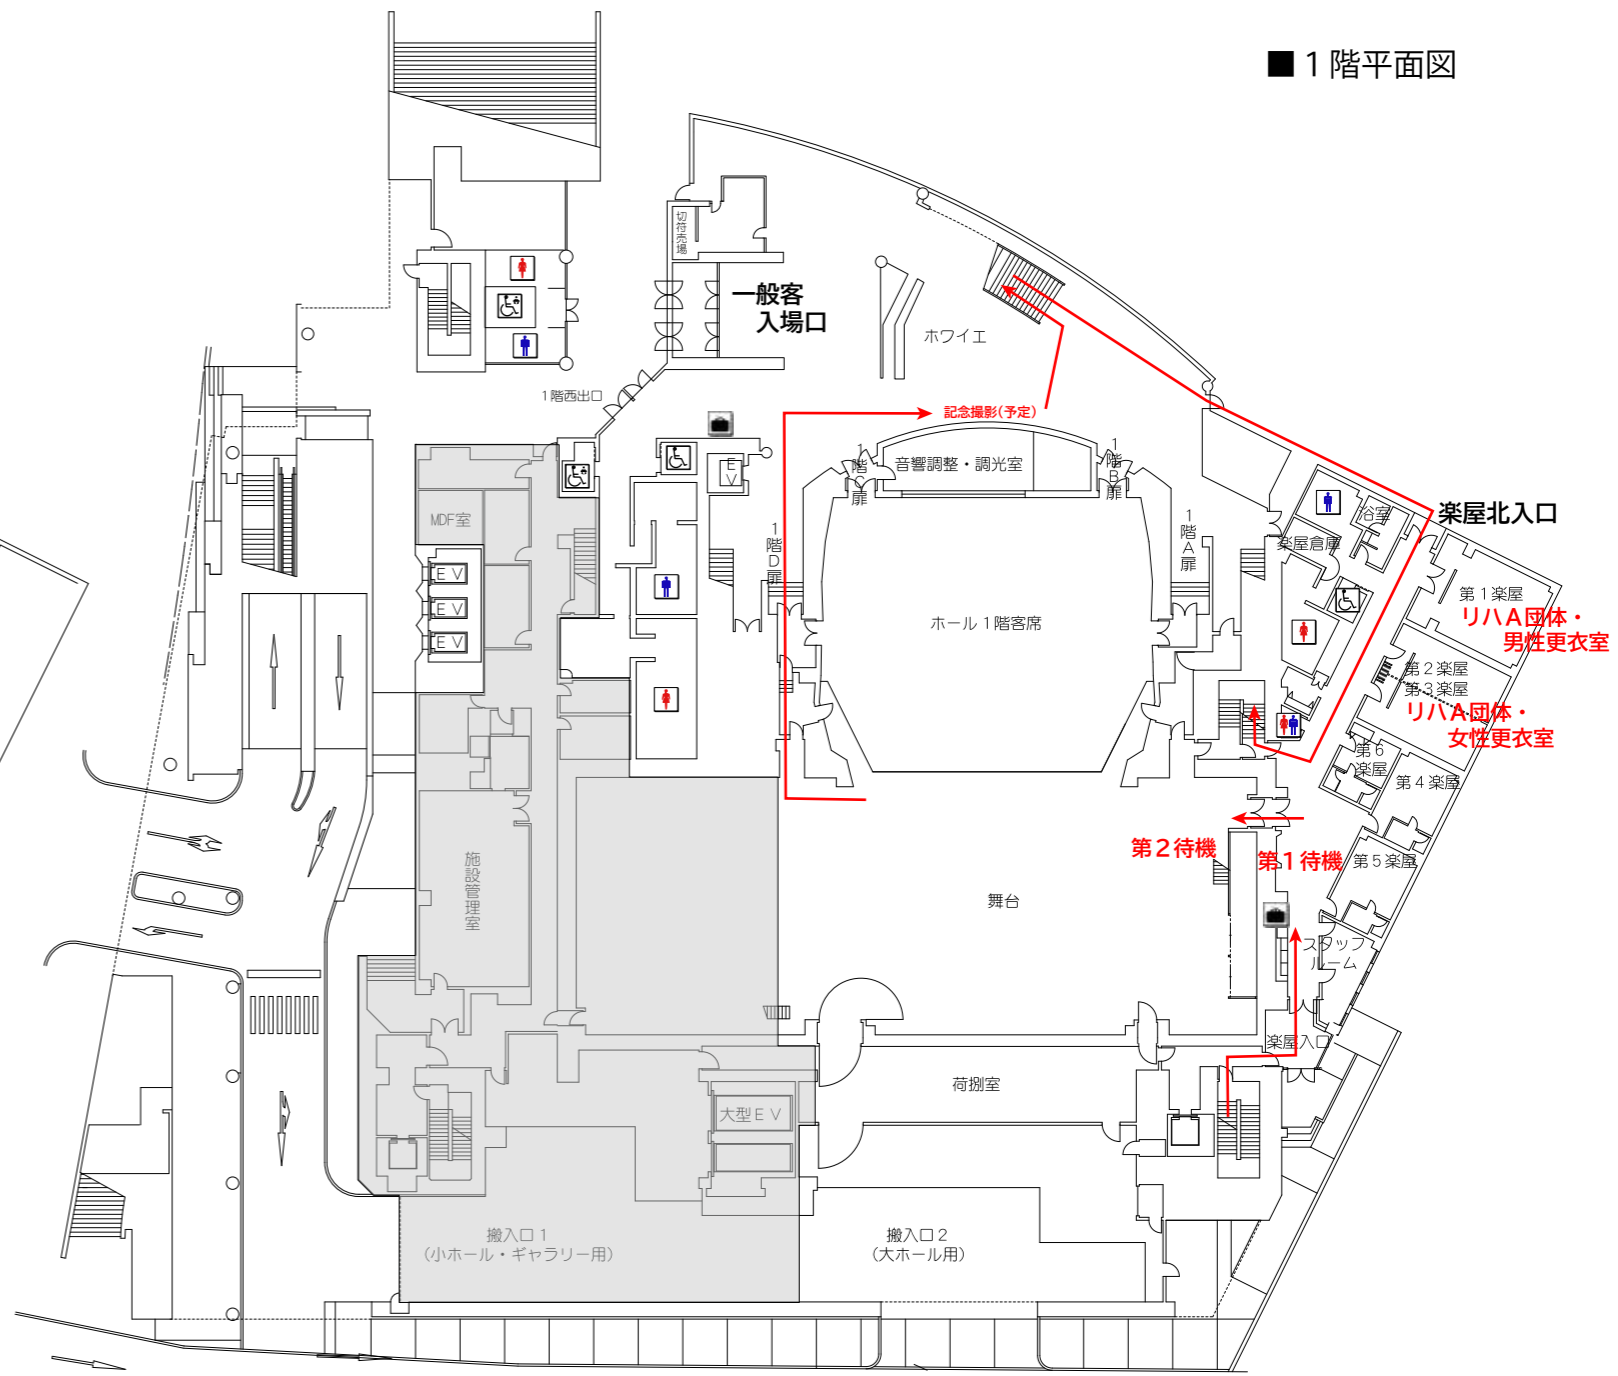 ■１階平面図
切符売場
一般客
入場口
ホワイエ
1階西出口
記念撮影(予定)
1階C扉
音響調整・調光室
1階B扉
EV
MDF室
1階D扉
1階A扉
浴室
楽屋北入口
楽屋倉庫
EV
EV
EV
ホール1階客席
第1楽屋
リハA団体・
男性更衣室
第2楽屋
第3楽屋
リハA団体・
女性更衣室
第6
楽屋
第4楽屋
第２待機
第１待機
第5楽屋
施設管理室
舞台
スタッフ
ルーム
楽屋入口
荷捌室
大型EV
搬入口1
(小ホール・ギャラリー用)
搬入口2
(大ホール用)